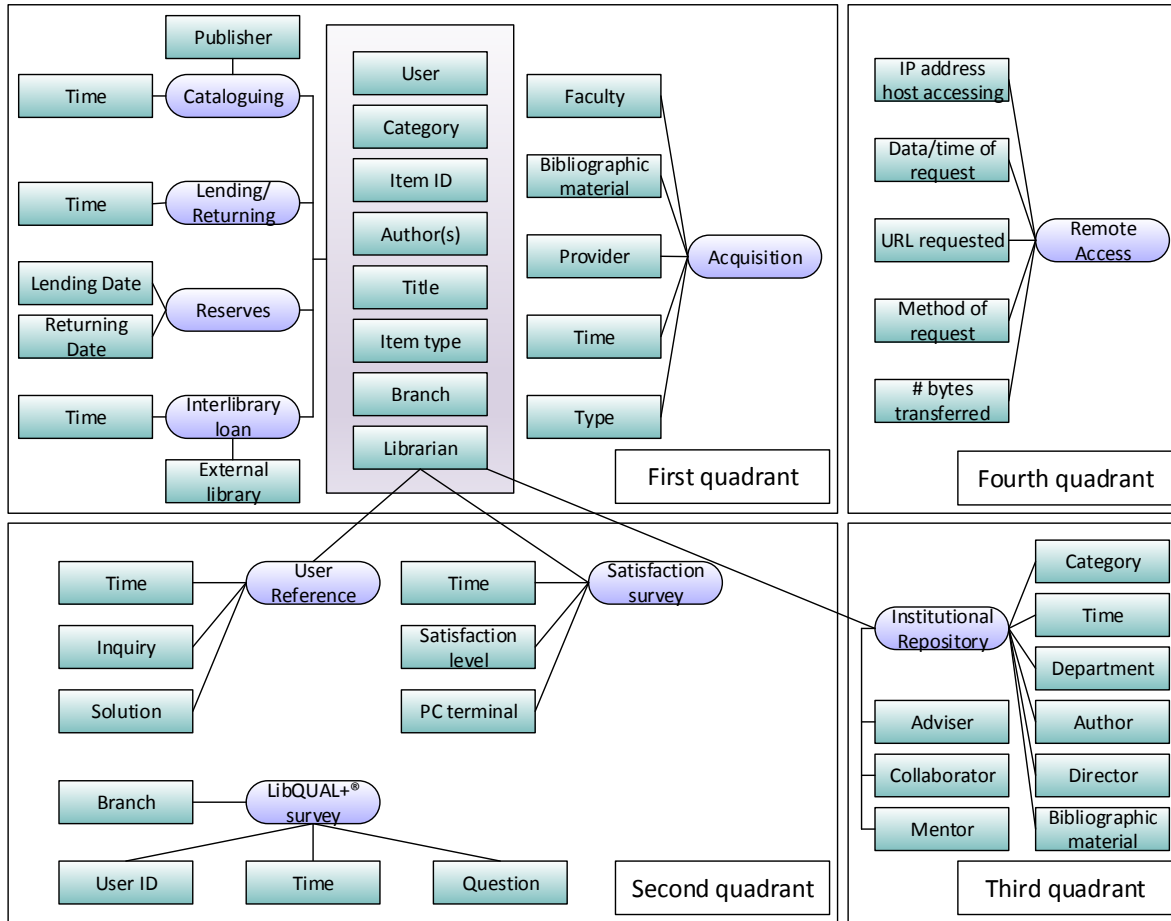 Publisher
Time
Cataloguing
Time
Lending/
Returning
Lending Date
Returning
Date
Reserves
Time
Interlibrary
loan
External
library
User
Category
Item ID
Author(s)
Title
Item type
Branch
Librarian
Faculty
Bibliographic
material
Provider
Time
Type
Acquisition
First quadrant
IP address
host accessing
Data/time of
request
URL requested
Method of
request
# bytes
transferred
Remote
Access
Fourth quadrant
Time
Inquiry
Solution
User
Reference
Time
Satisfaction
level
PC terminal
Satisfaction
survey
Branch
LibQUAL+®
survey
User ID
Time
Question
Second quadrant
Institutional
Repository
Adviser
Collaborator
Mentor
Category
Time
Department
Author
Director
Bibliographic
material
Third quadrant